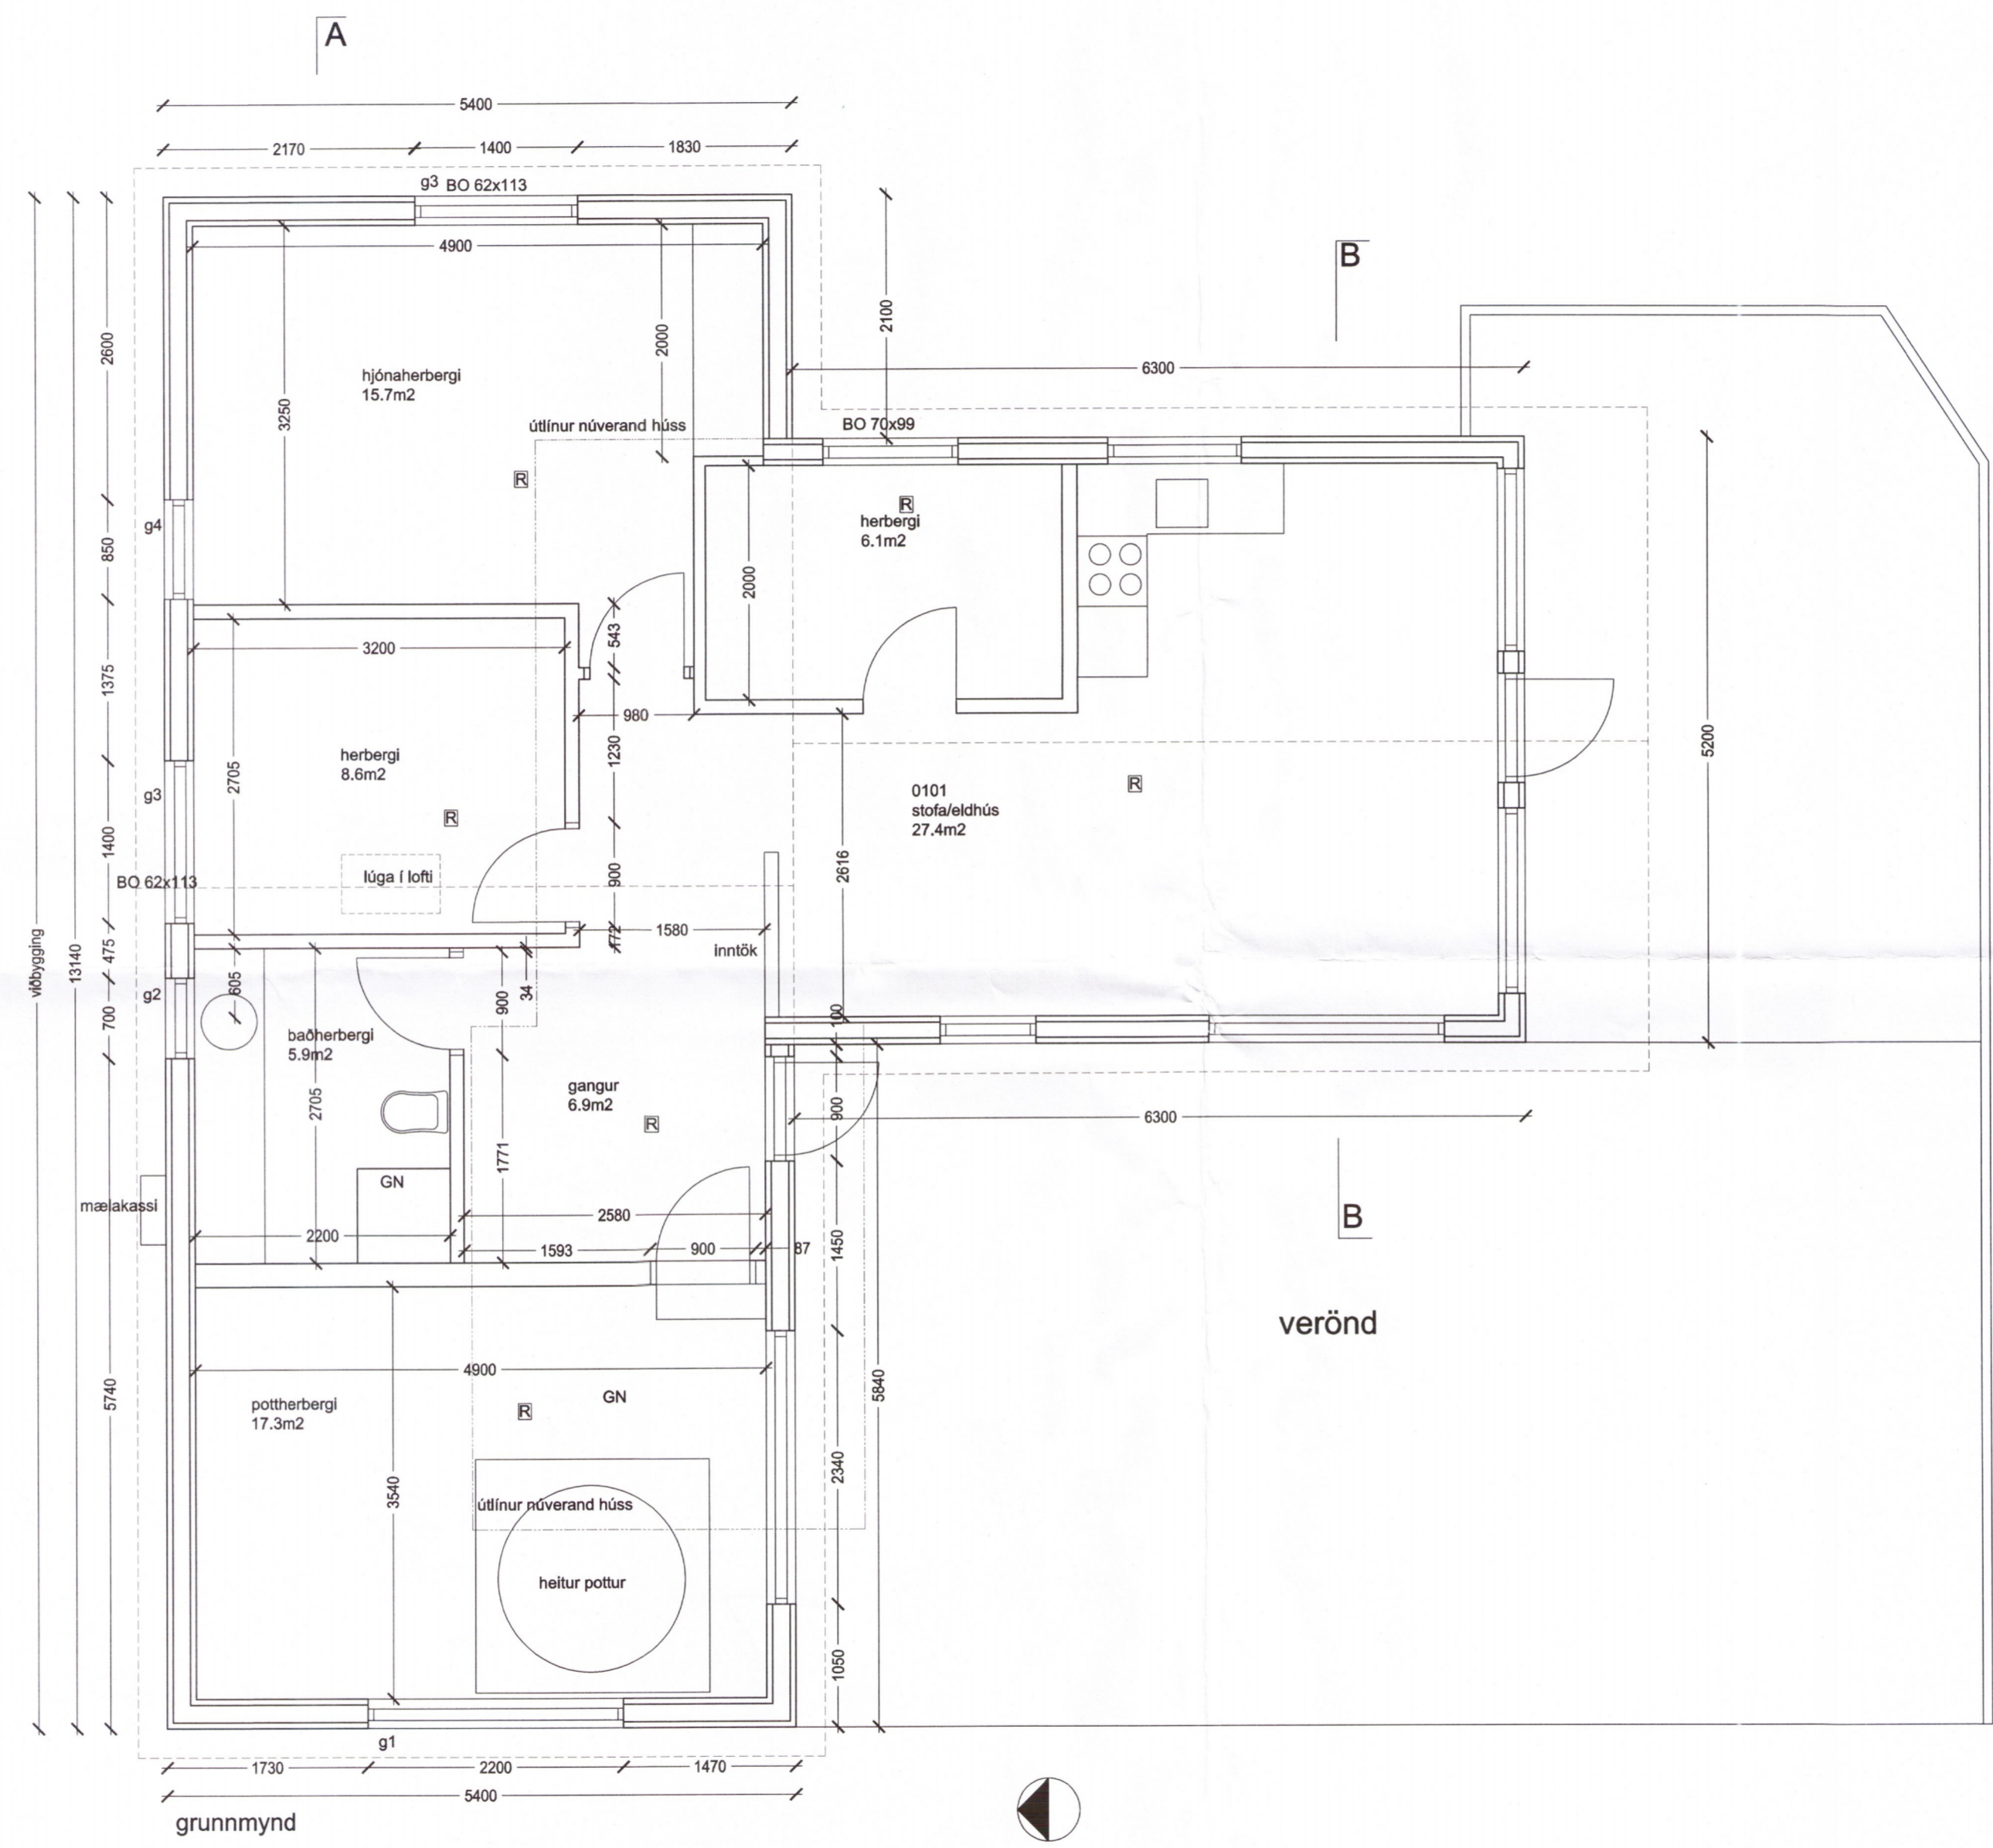 A
5400
2170
1400
1830
g3
BO 62x113
4900
B
2600
2100
2000
6300
hjónaherbergi
15.7m2
3250
útlínur núverand húss
BO 70x99
R
R
herbergi
6.1m2
g4
850
2000
543
3200
1375
980
1230
5200
herbergi
8.6m2
2705
g3
R
R
0101
stofa/eldhús
27.4m2
1400
2616
BO 62x113
lúga í lofti
900
172
1580
inntök
viðbygging
13140
475
605
g2
700
900
34
100
baðherbergi
5.9m2
gangur
6.9m2
2705
R
900
6300
1771
GN
mælakassi
2580
B
2200
1593
900
87
1450
verönd
4900
5740
5840
pottherbergi
17.3m2
GN
R
3540
2340
útlínur núverand húss
heitur pottur
1050
g1
1730
2200
1470
5400
grunnmynd